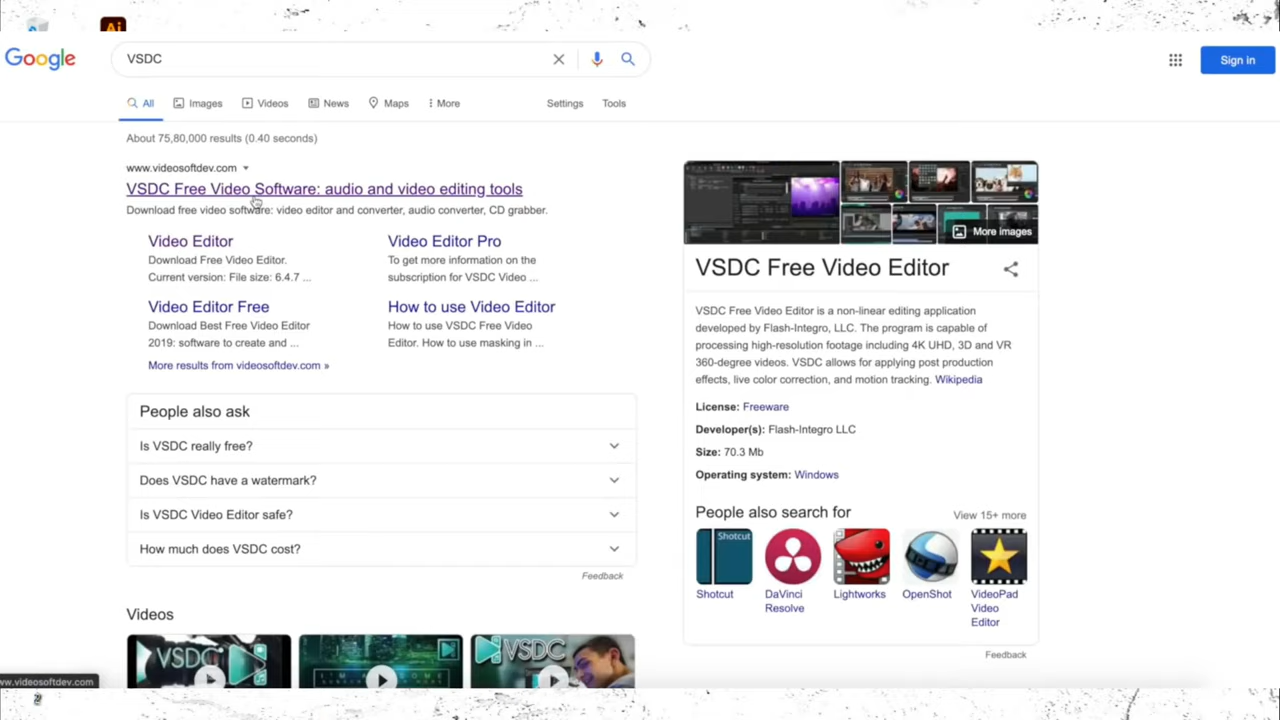 Ai
Google
VSDC
Sign in
All
Images
Videos
News
Maps
More
Settings
Tools
About 75,80,000 results (0.40 seconds)
www.videosoftdev.com
VSDC Free Video Software: audio and video editing tools
Download free video software: video editor and converter, audio converter, CD grabber.
Video Editor
Download Free Video Editor.
Current version: File size: 6.4.7 ...
Video Editor Pro
To get more information on the
subscription for VSDC Video ...
Video Editor Free
Download Best Free Video Editor
2019: software to create and ...
How to use Video Editor
How to use VSDC Free Video
Editor. How to use masking in ...
More results from videosoftdev.com »
People also ask
Is VSDC really free?
Does VSDC have a watermark?
Is VSDC Video Editor safe?
How much does VSDC cost?
Feedback
Videos
VSDC
VSDC
More images
VSDC Free Video Editor
VSDC Free Video Editor is a non-linear editing application
developed by Flash-Integro, LLC. The program is capable of
processing high-resolution footage including 4K UHD, 3D and VR
360-degree videos. VSDC allows for applying post production
effects, live color correction, and motion tracking. Wikipedia
License: Freeware
Developer(s): Flash-Integro LLC
Size: 70.3 Mb
Operating system: Windows
People also search for
View 15+ more
Shotcut
Shotcut
DaVinci
Resolve
Lightworks
OpenShot
VideoPad
Video
Editor
Feedback
www.videosoftdev.com